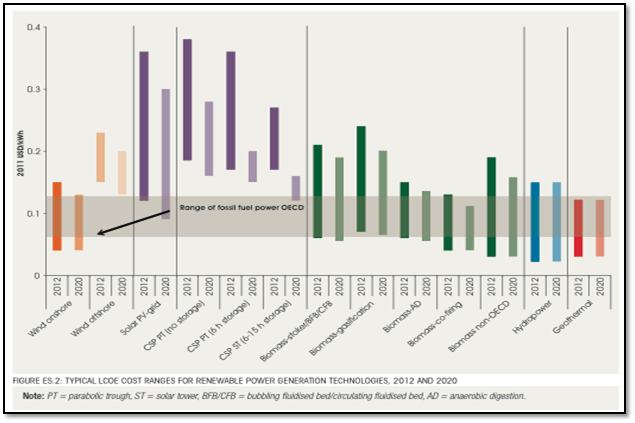 0.4
0.3
0.2
0.1
0
2011 USD/kWh
Range of fossil fuel power OECD
2012 2020 2012 2020 2012 2020 2012 2020 2012 2020 2012 2020 2012 2020 2012 2020 2012 2020 2012 2020 2012 2020 2012 2020 2012 2020
Wind onshore
Wind offshore
Solar PV-grid
CSP PT (no storage)
CSP PT (6 h storage)
CSP ST (6-15 h storage)
Biomass-stoker/BFB/CFB
Biomass-gasification
Biomass-AD
Biomass-co-firing
Biomass non-OECD
Hydropower
Geothermal
FIGURE ES.2: TYPICAL LCOE COST RANGES FOR RENEWABLE POWER GENERATION TECHNOLOGIES, 2012 AND 2020
Note: PT = parabolic trough, ST = solar tower, BFB/CFB = bubbling fluidised bed/circulating fluidised bed, AD = anaerobic digestion.